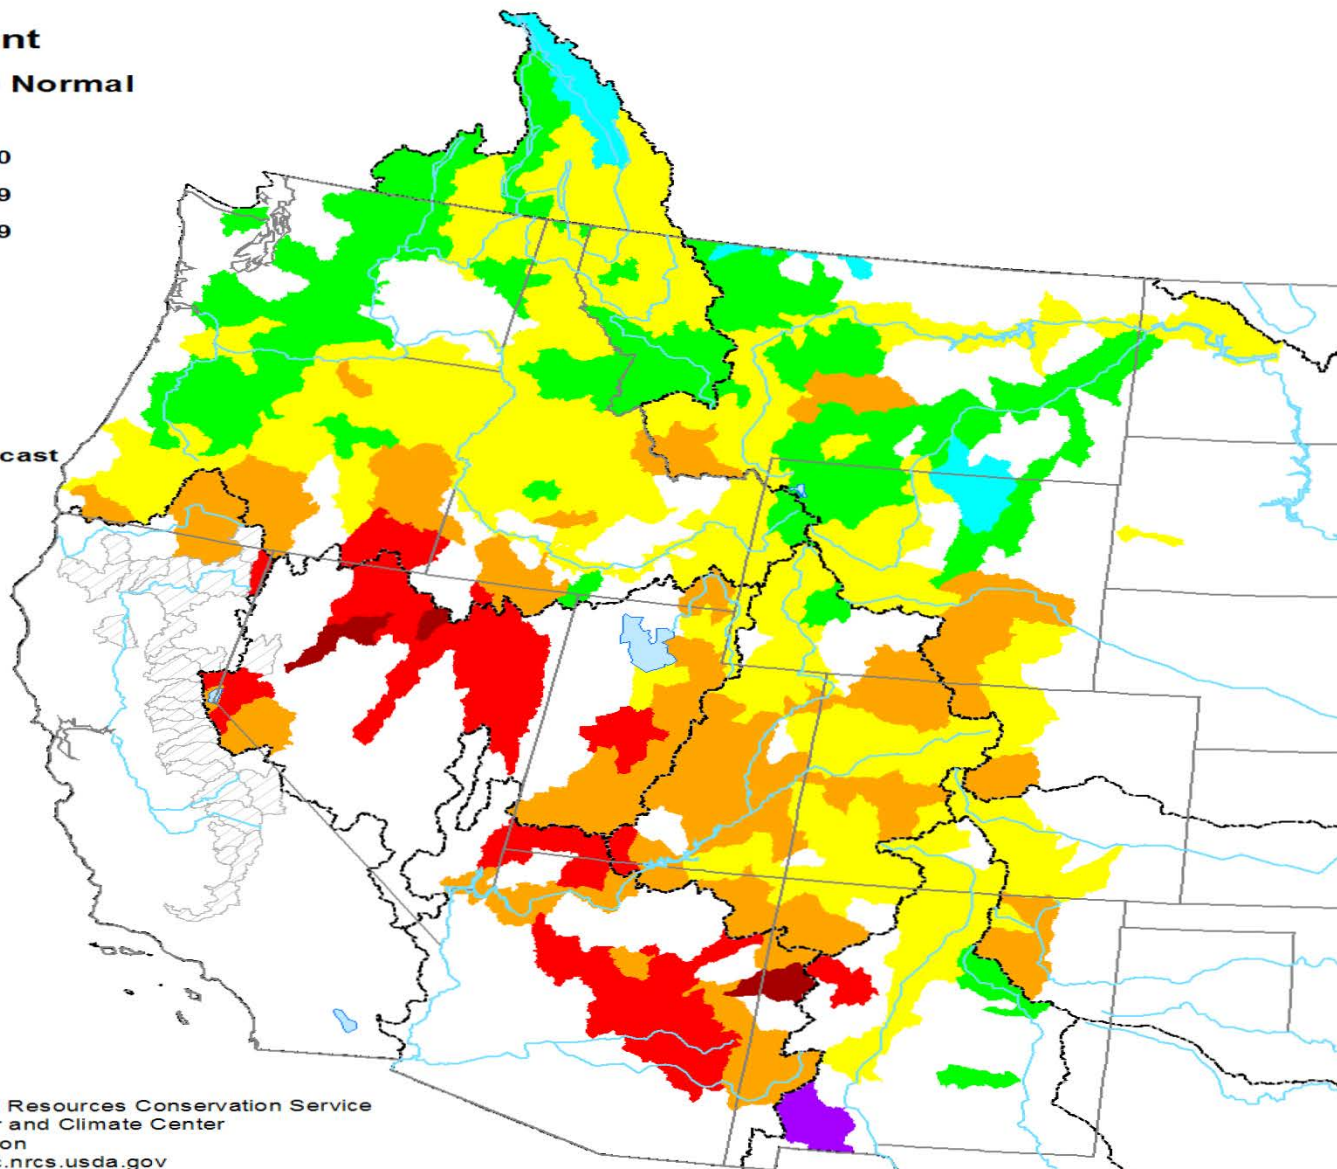 nt
Normal
0
9
9
cast
Resources Conservation Service
r and Climate Center
on
c.nrcs.usda.gov